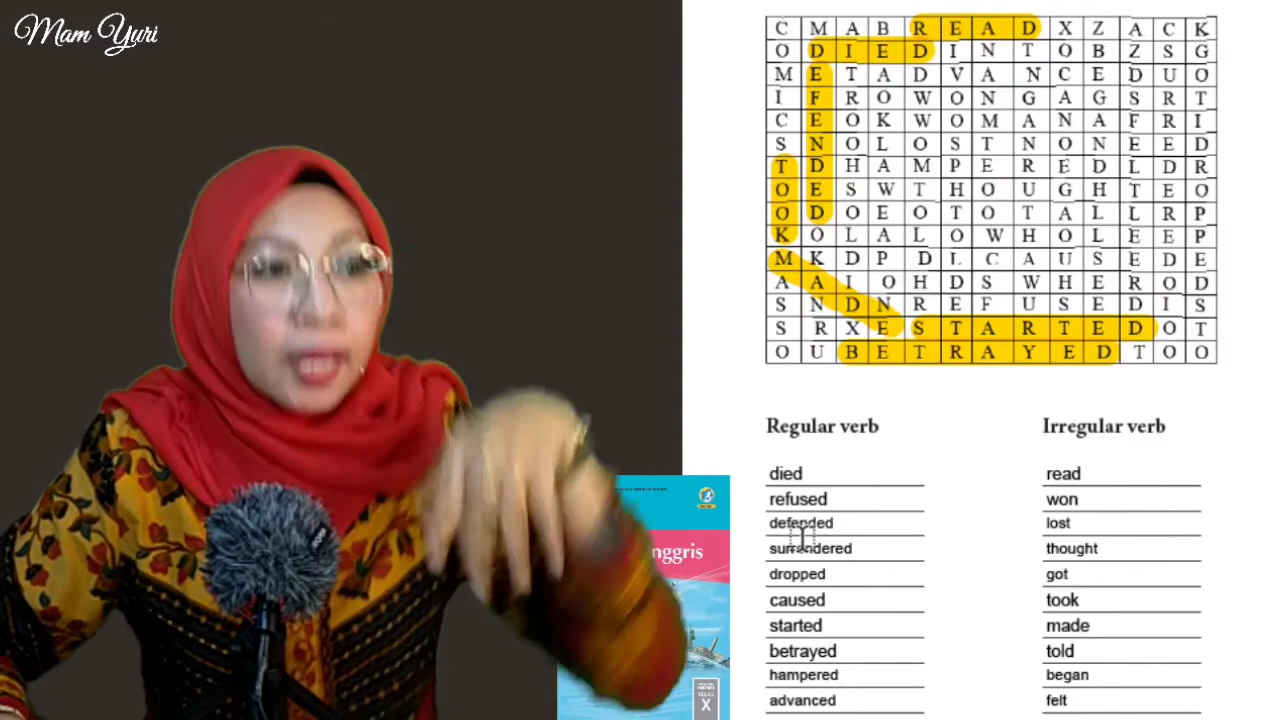 Mam Yuri
C M A B R E A D X Z A C K
O D I E D I N T O B Z S G
M E T A D V A N C E D U O
I F R O W O N G A G S R T
C E O K W O M A N A F R I
S N O L O S T N O N E E D
T D H A M P E R E D L D R
O E S W T H O U G H T E O
O D O E O T O T A L L R P
K O L A L O W H O L E E P
M K D P D L C A U S E D E
A A I O H D S W H E R O D
S N D N R E F U S E D I S
S R X E S T A R T E D O T
O U B E T R A Y E D T O O
Regular verb
died
refused
defended
surrendered
dropped
caused
started
betrayed
hampered
advanced
Irregular verb
read
won
lost
thought
got
took
made
told
began
felt
nggris
X